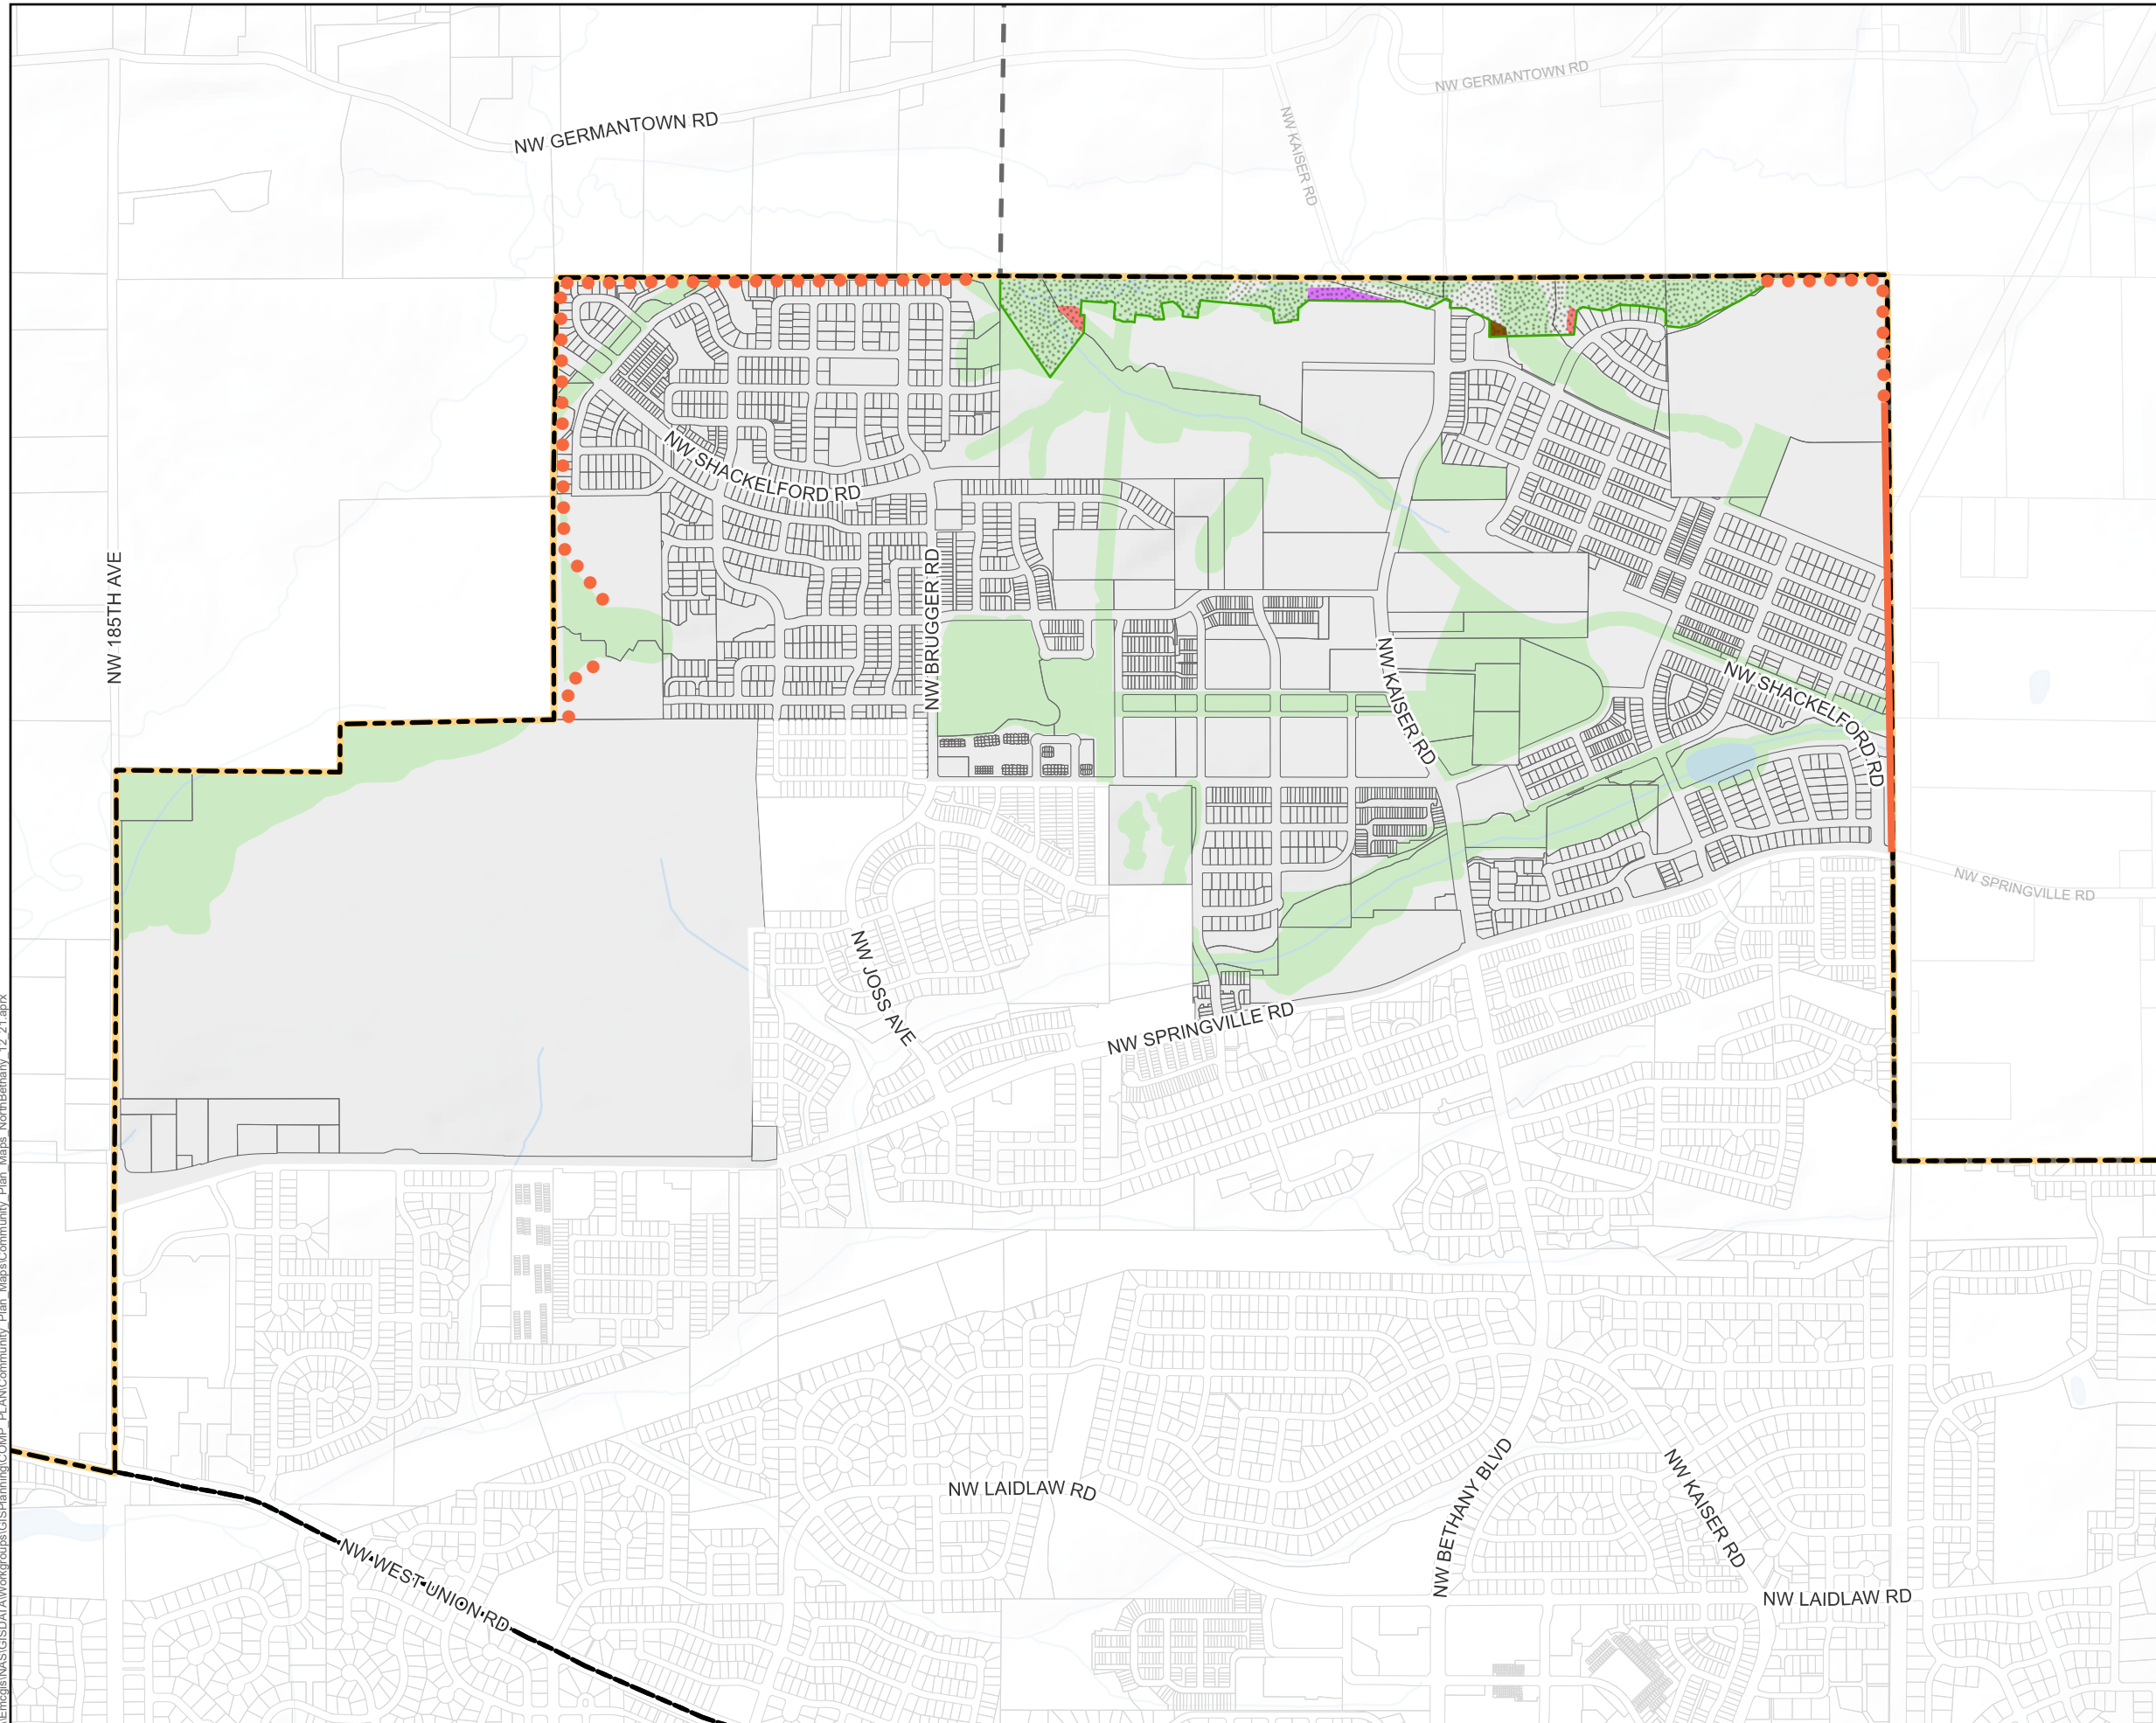 NW GERMANTOWN RD
NW GERMANTOWN RD
NW KAISER RD
NW SHACKELFORD RD
NW 185TH AVE
NW BRUGGER RD
NW KAISER RD
NW SHACKELFORD RD
NW SPRINGVILLE RD
NW JOSS AVE
NW SPRINGVILLE RD
NW LAIDLAW RD
NW BETHANY BLVD
NW KAISER RD
NW WEST UNION RD
NW LAIDLAW RD